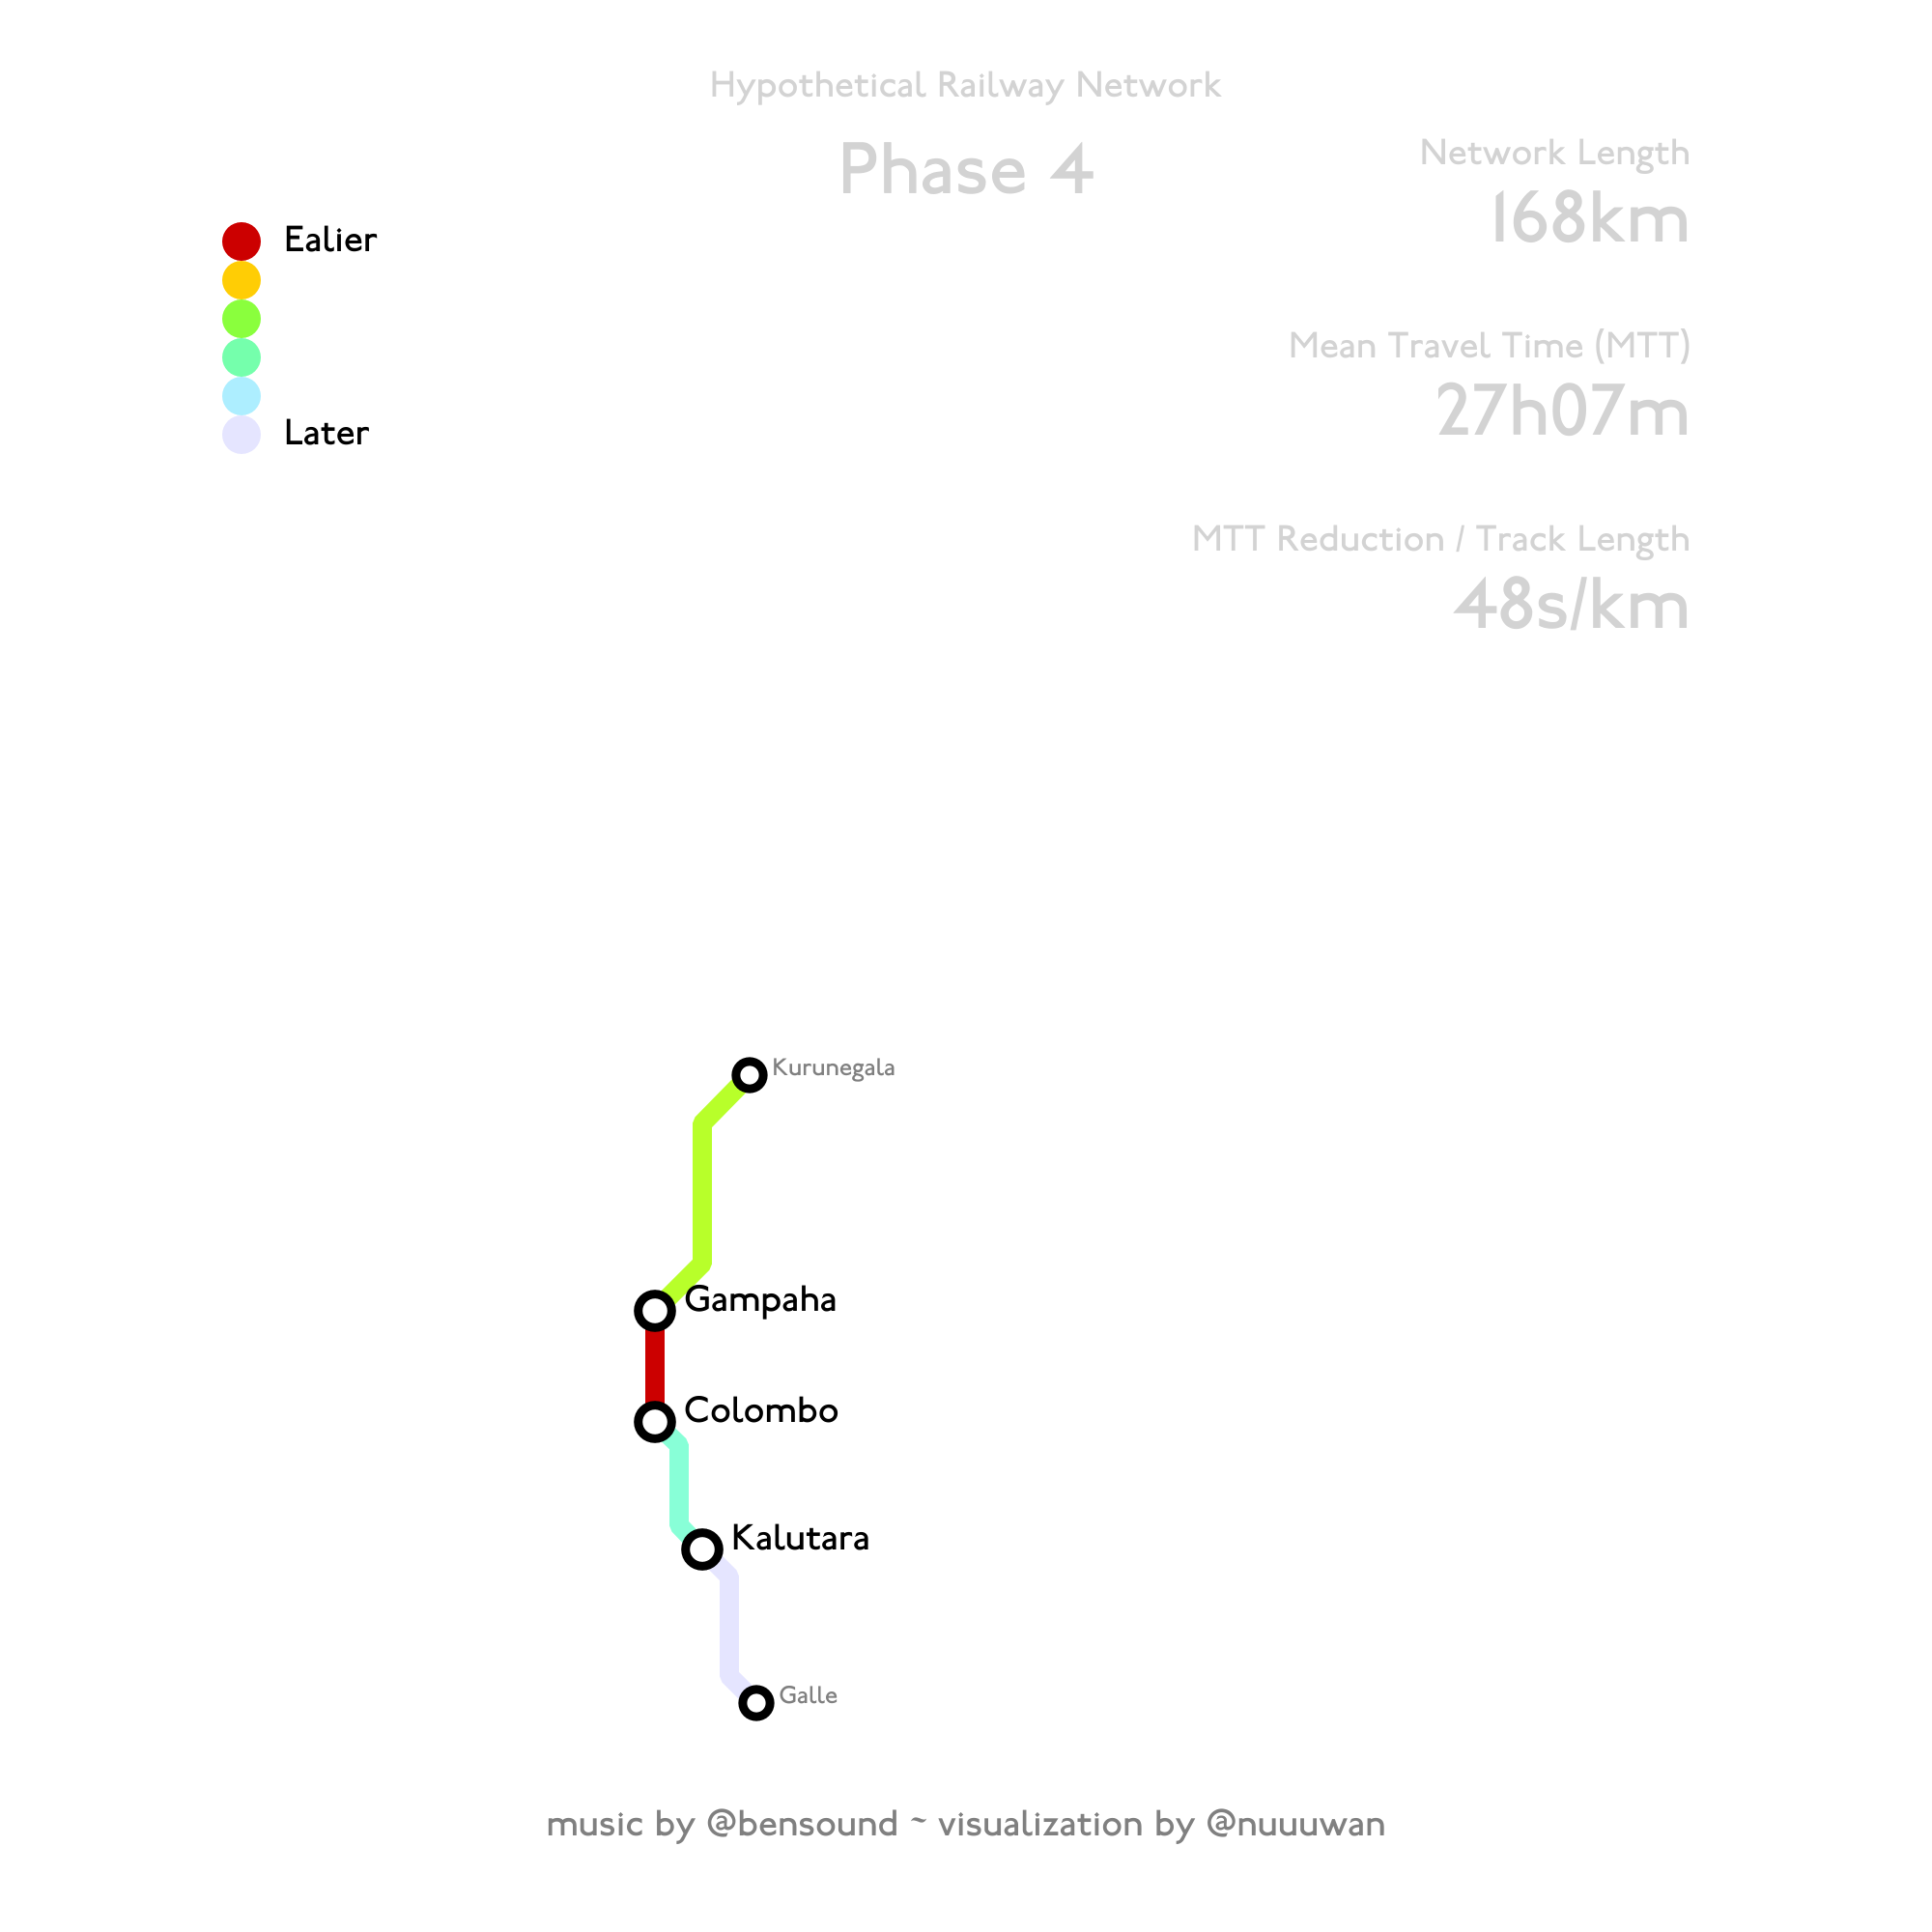 Hypothetical Railway Network
Phase 4
Network Length
168km
Ealier
Later
Mean Travel Time (MTT)
27h07m
MTT Reduction / Track Length
48s/km
Kurunegala
Gampaha
Colombo
Kalutara
Galle
music by @bensound ~ visualization by @nuuuwan